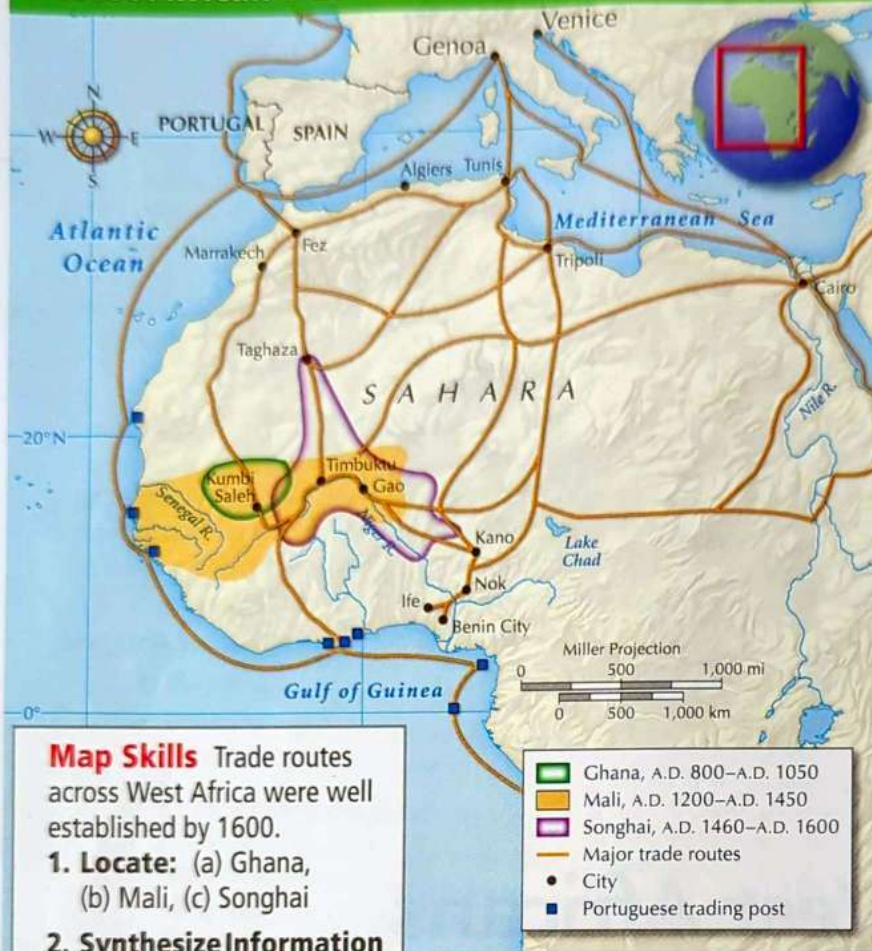 Venice
Genoa
N
W E
S
PORTUGAL
SPAIN
Algiers
Tunis
Atlantic
Ocean
Mediterranean Sea
Marrakech
Fez
Tripoli
Cairo
Taghaza
SAHARA
Nile R.
20°N
Timbuktu
Kumbi
Saleh
Gao
Senegal R.
Niger R.
Kano
Lake
Chad
Nok
Ife
Benin City
Miller Projection
0 500 1,000 mi
0 500 1,000 km
Gulf of Guinea
0°
Map Skills Trade routes
across West Africa were well
established by 1600.
1. Locate: (a) Ghana,
(b) Mali, (c) Songhai
2. Synthesize Information
Ghana, A.D. 800–A.D. 1050
Mali, A.D. 1200–A.D. 1450
Songhai, A.D. 1460–A.D. 1600
Major trade routes
City
Portuguese trading post